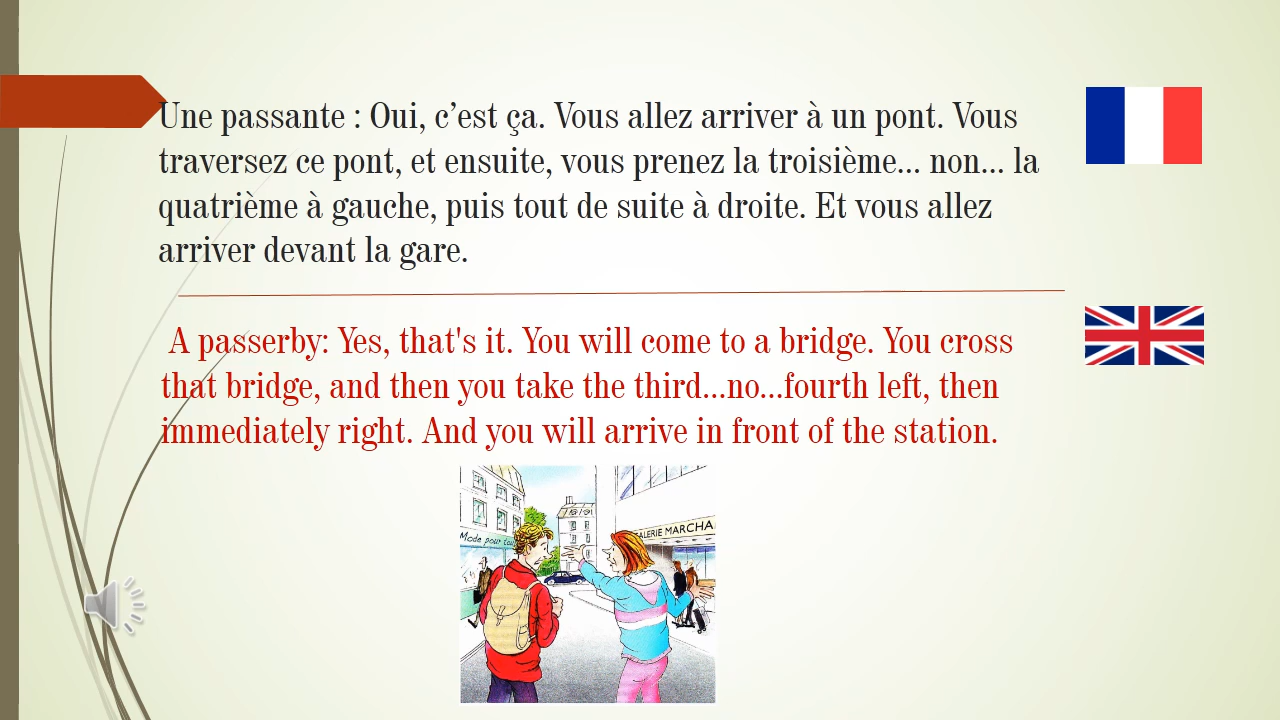 Une passante : Oui, c’est ça. Vous allez arriver à un pont. Vous
traversez ce pont, et ensuite, vous prenez la troisième... non... la
quatrième à gauche, puis tout de suite à droite. Et vous allez
arriver devant la gare.
A passerby: Yes, that's it. You will come to a bridge. You cross
that bridge, and then you take the third...no...fourth left, then
immediately right. And you will arrive in front of the station.
Mode pour
ALERIE MARCHA